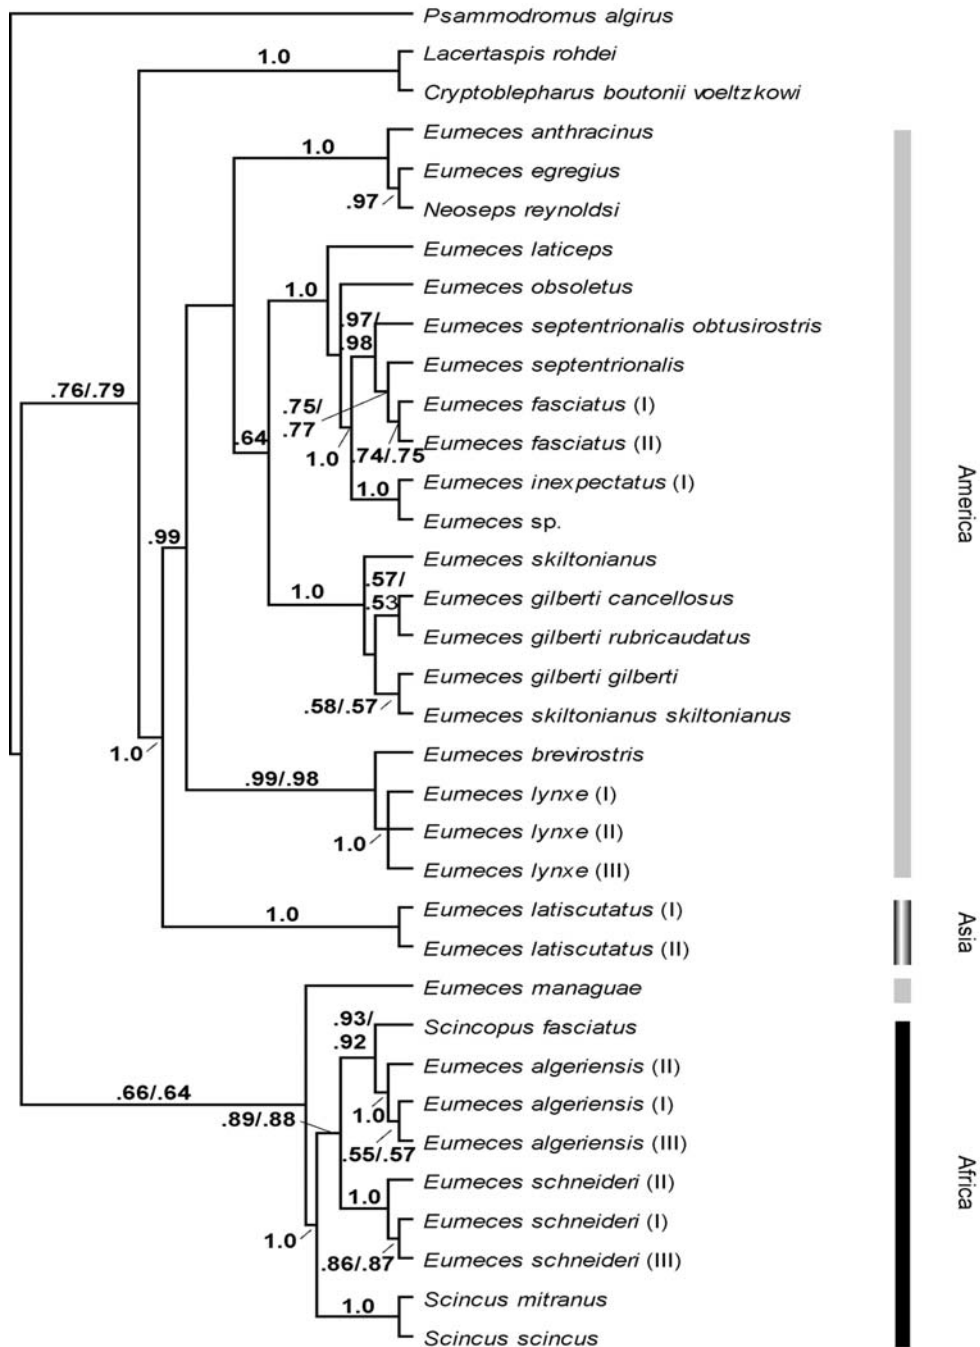 Psammodromus algirus
Lacertaspis rohdei
1.0
Cryptoblepharus boutonii voeltzkowi
Eumeces anthracinus
1.0
Eumeces egregius
.97
Neoseps reynoldsi
Eumeces laticeps
1.0
Eumeces obsoletus
.97/
.98
Eumeces septentrionalis obtusirostris
Eumeces septentrionalis
.76/.79
.75/
.77
Eumeces fasciatus (I)
.64
1.0
.74/.75
Eumeces fasciatus (II)
Eumeces inexpectatus (I)
1.0
Eumeces sp.
America
.99
Eumeces skiltonianus
1.0
.57/
.53
Eumeces gilberti cancellosus
Eumeces gilberti rubricaudatus
Eumeces gilberti gilberti
.58/.57
Eumeces skiltonianus skiltonianus
1.0
Eumeces brevirostris
.99/.98
Eumeces lynxe (I)
Eumeces lynxe (II)
1.0
Eumeces lynxe (III)
Eumeces latiscutatus (I)
1.0
Asia
Eumeces latiscutatus (II)
Eumeces managuae
.93/
.92
Scincopus fasciatus
Eumeces algeriensis (II)
.66/.64
.89/.88
1.0
Eumeces algeriensis (I)
.55/.57
Eumeces algeriensis (III)
Eumeces schneideri (II)
1.0
Africa
Eumeces schneideri (I)
1.0
.86/.87
Eumeces schneideri (III)
Scincus mitranus
1.0
Scincus scincus